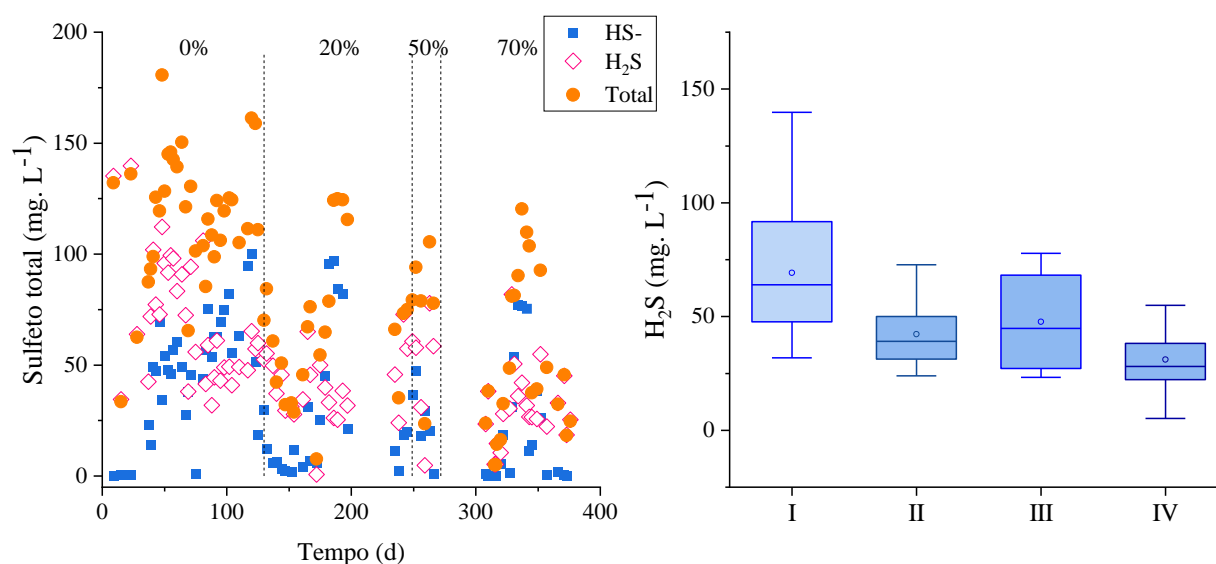 0%
20%
50%
70%
HS-
H₂S
Total
200
150
100
50
0
Sulfeto total (mg. L⁻¹)
0
100
200
300
400
Tempo (d)
150
100
50
0
H₂S (mg. L⁻¹)
I
II
III
IV